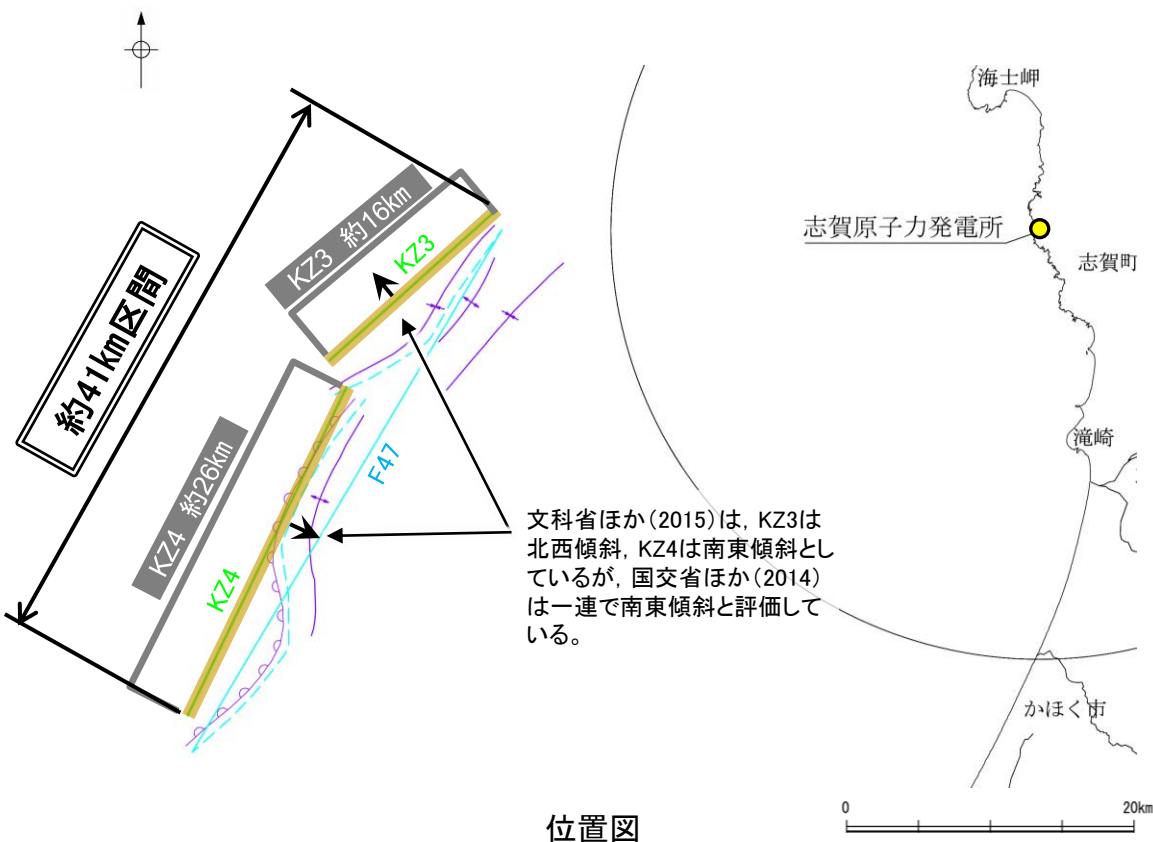 海士岬
志賀原子力発電所
志賀町
滝崎
かほく市
約41km区間
KZ3 約16km
KZ3
KZ4 約26km
KZ4
F47
文科省ほか(2015)は，KZ3は
北西傾斜，KZ4は南東傾斜とし
ているが，国交省ほか(2014)
は一連で南東傾斜と評価して
いる。
位置図
0 20km